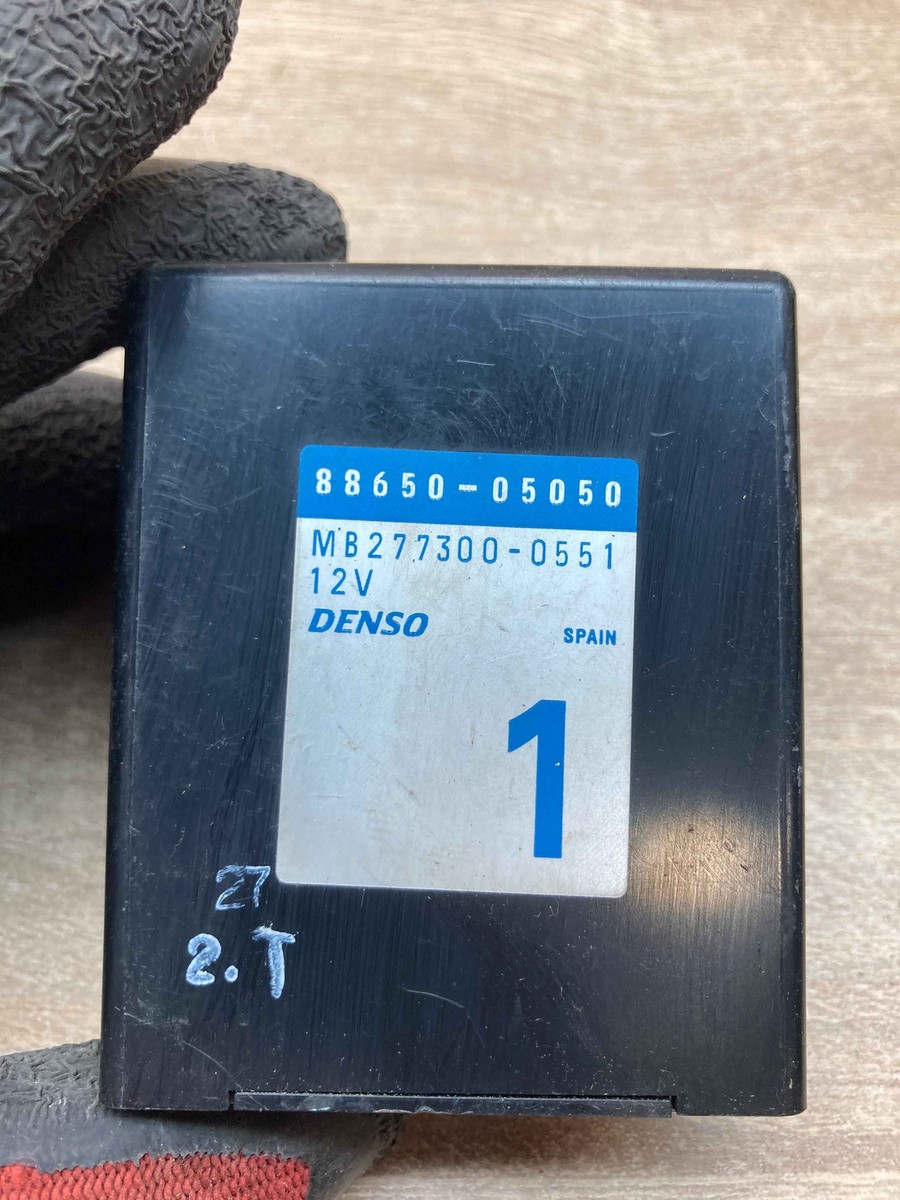 88650-05050
MB277300-0551
12V
DENSO SPAIN
1
27
2.T